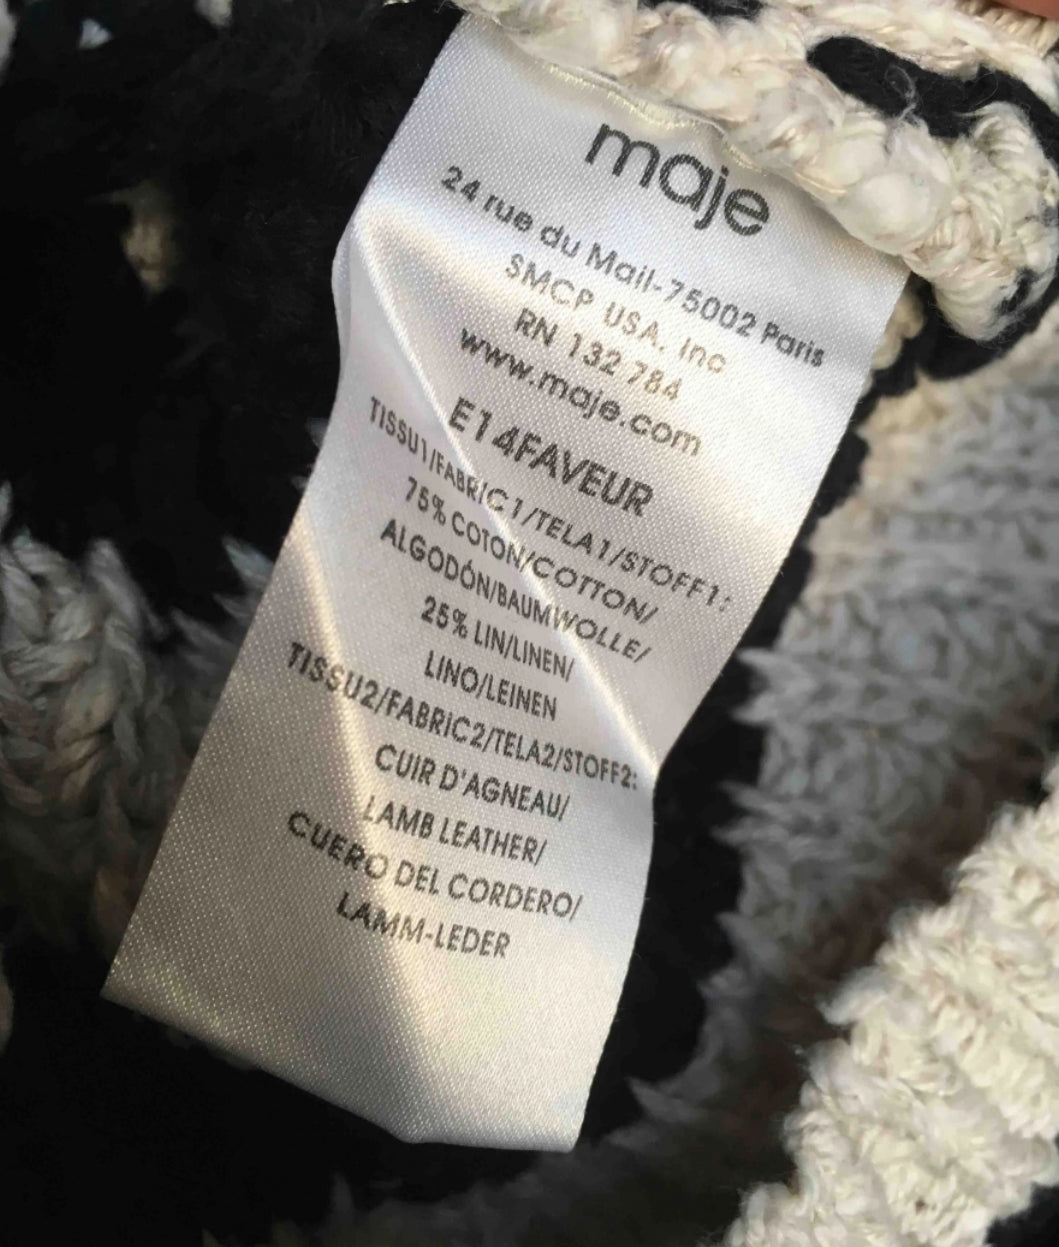 maje
24 rue du Mail-75002 Paris
SMCP USA, Inc
RN 132 784
www.maje.com
E14FAVEUR
TISSU1/FABRIC1/TELA1/STOFF1:
75% COTON/COTTON/
ALGODÓN/BAUMWOLLE/
25% LIN/LINEN/
LINO/LEINEN
TISSU2/FABRIC2/TELA2/STOFF2:
CUIR D'AGNEAU/
LAMB LEATHER/
CUERO DEL CORDERO/
LAMM-LEDER